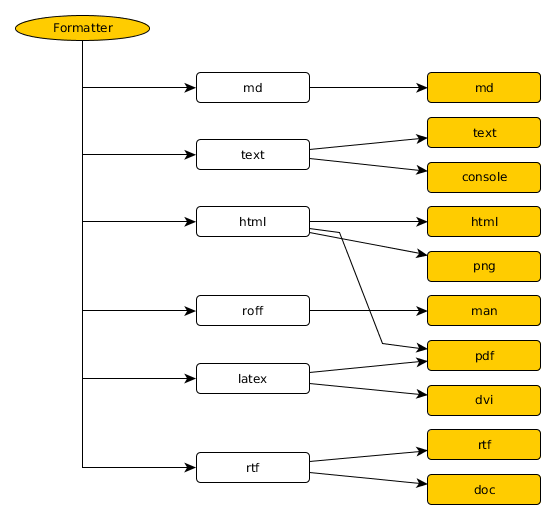 Formatter
md
md
text
text
console
html
html
png
roff
man
pdf
latex
dvi
rtf
rtf
doc